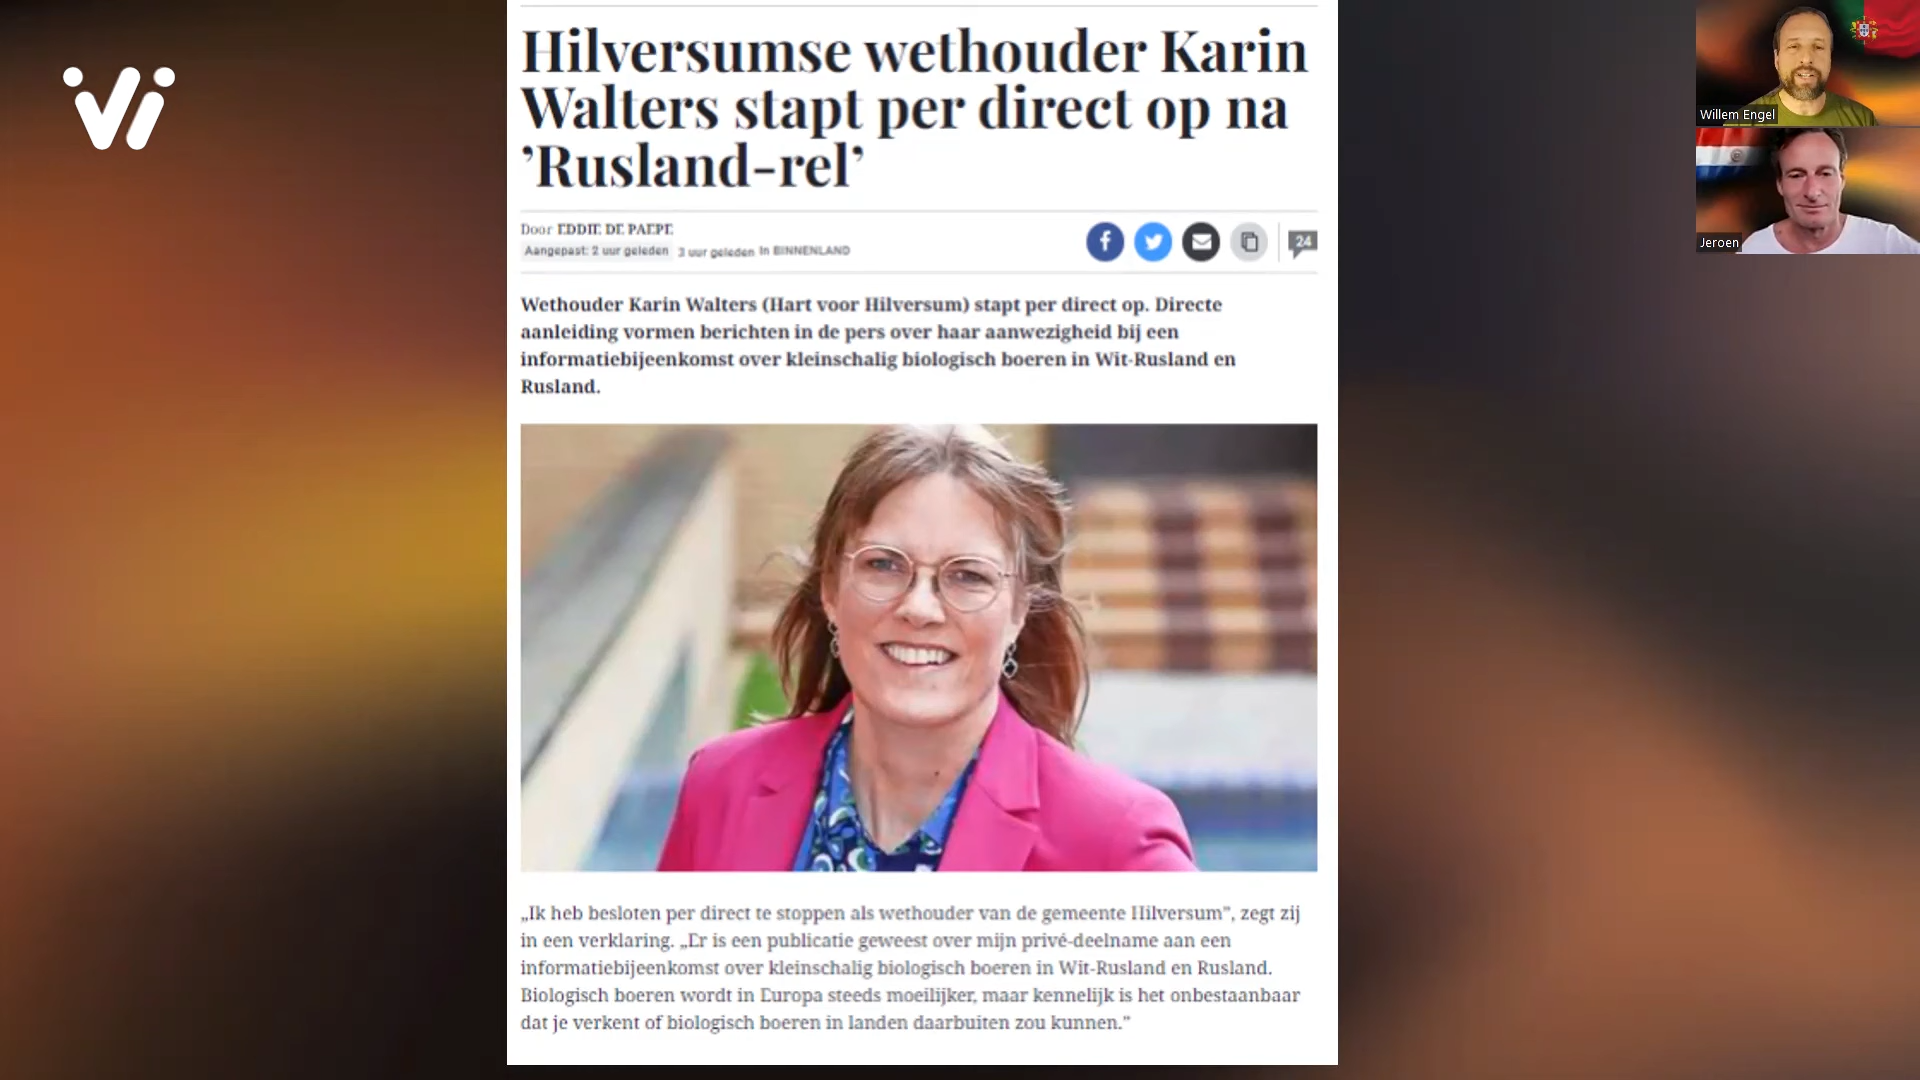 Hilversumse wethouder Karin
Walters stapt per direct op na
’Rusland-rel’
Door EDDIE DE PAEPE
Aangepast: 2 uur geleden 3 uur geleden in BINNENLAND
24
Wethouder Karin Walters (Hart voor Hilversum) stapt per direct op. Directe
aanleiding vormen berichten in de pers over haar aanwezigheid bij een
informatiebijeenkomst over kleinschalig biologisch boeren in Wit-Rusland en
Rusland.
„Ik heb besloten per direct te stoppen als wethouder van de gemeente Hilversum”, zegt zij
in een verklaring. „Er is een publicatie geweest over mijn privé-deelname aan een
informatiebijeenkomst over kleinschalig biologisch boeren in Wit-Rusland en Rusland.
Biologisch boeren wordt in Europa steeds moeilijker, maar kennelijk is het onbestaanbaar
dat je verkent of biologisch boeren in landen daarbuiten zou kunnen.”
Willem Engel
Jeroen